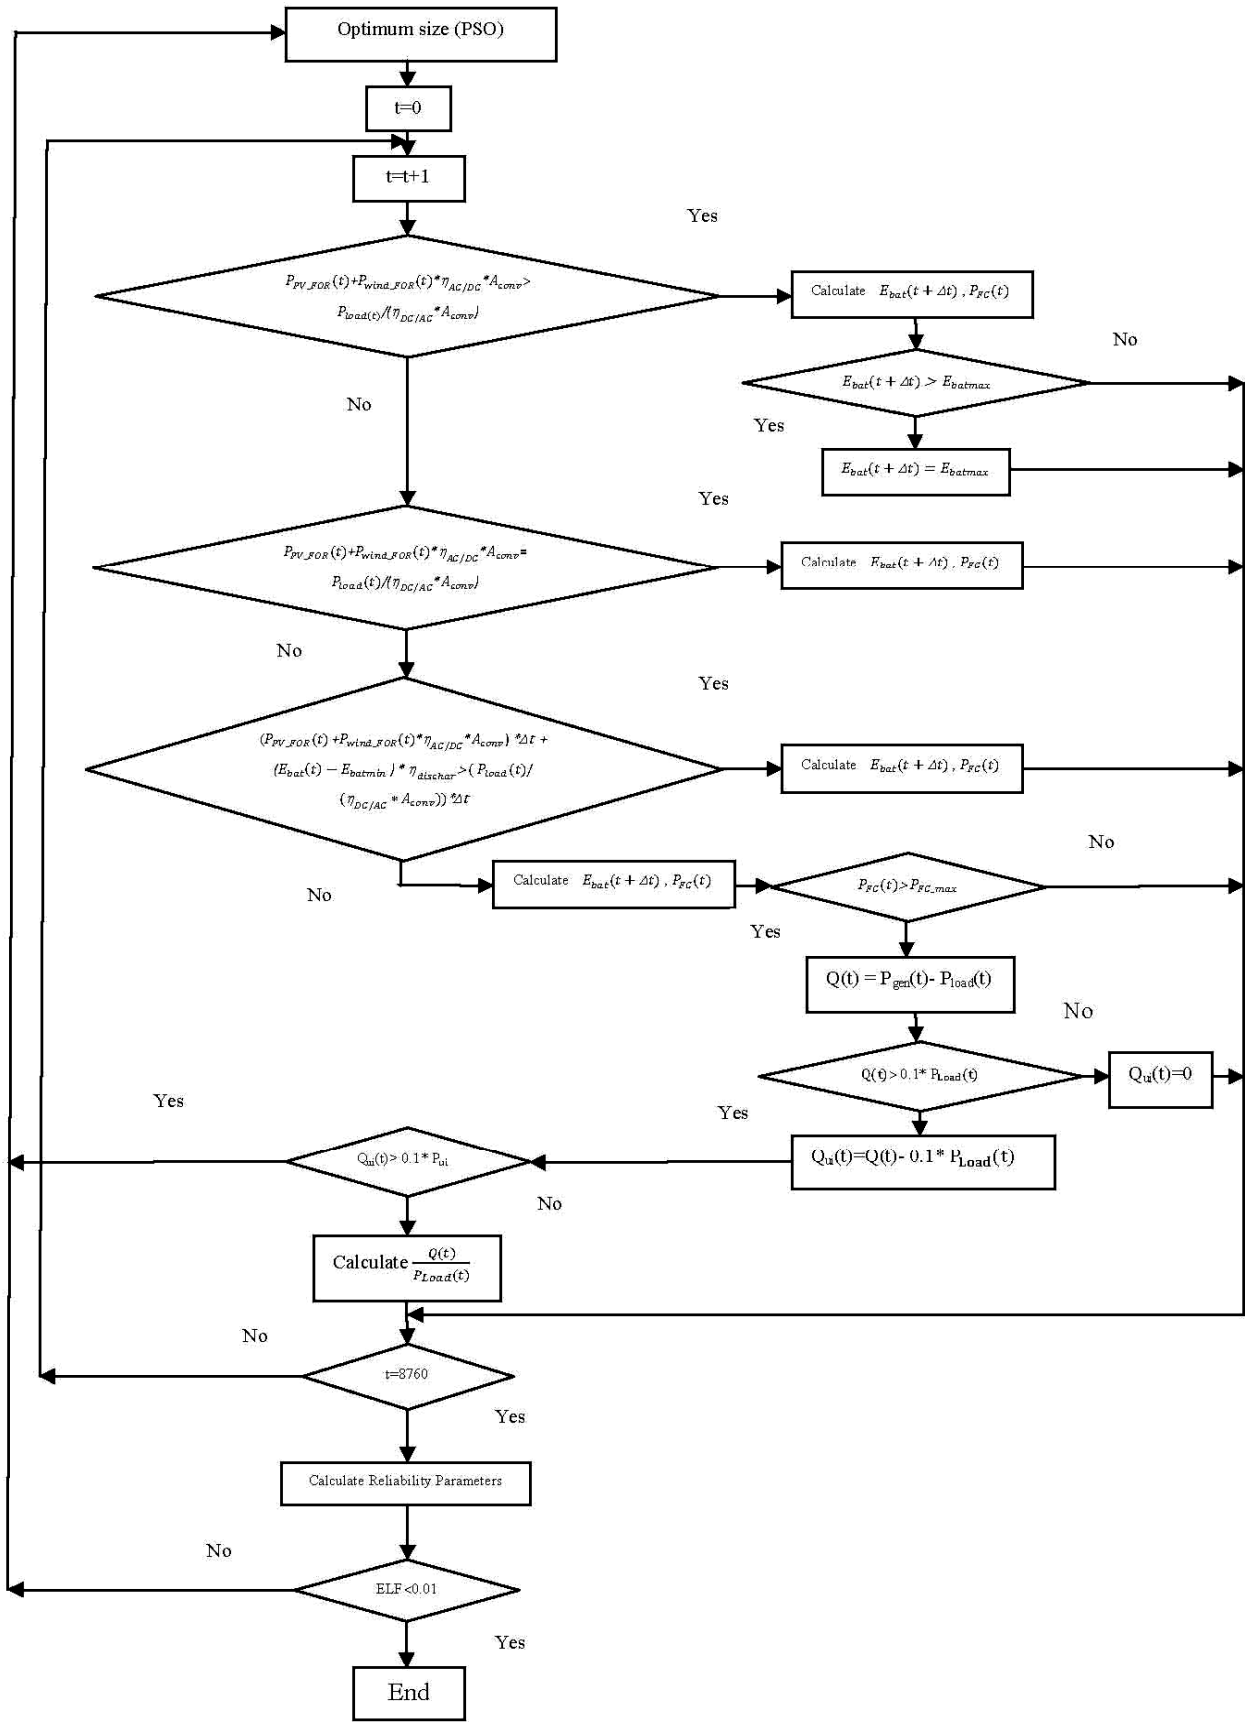 Optimum size (PSO)
t=0
t=t+1
Yes
P_PV_FOR(t)+P_wind_FOR(t)*η_AC/DC*A_conv>
P_load(t)/(η_DC/AC*A_conv)
Calculate E_bat(t + Δt) , P_FC(t)
No
E_bat(t + Δt) > E_batmax
No
Yes
E_bat(t + Δt) = E_batmax
Yes
P_PV_FOR(t)+P_wind_FOR(t)*η_AC/DC*A_conv=
P_load(t)/(η_DC/AC*A_conv)
Calculate E_bat(t + Δt) , P_FC(t)
No
Yes
(P_PV_FOR(t) +P_wind_FOR(t)*η_AC/DC*A_conv) *Δt +
(E_bat(t) − E_batmin) * η_dischar>(P_load(t)/
(η_DC/AC * A_conv)) *Δt
Calculate E_bat(t + Δt) , P_FC(t)
No
No
Calculate E_bat(t + Δt) , P_FC(t)
P_FC(t)>P_FC_max
Yes
Q(t) = P_gen(t)- P_load(t)
No
Q(t) > 0.1* P_Load(t)
Q_ui(t)=0
Yes
Yes
Q_ui(t) > 0.1* P_ui
Q_ui(t)=Q(t)- 0.1* P_Load(t)
No
Calculate Q(t)/P_Load(t)
No
t=8760
Yes
Calculate Reliability Parameters
No
ELF<0.01
Yes
End